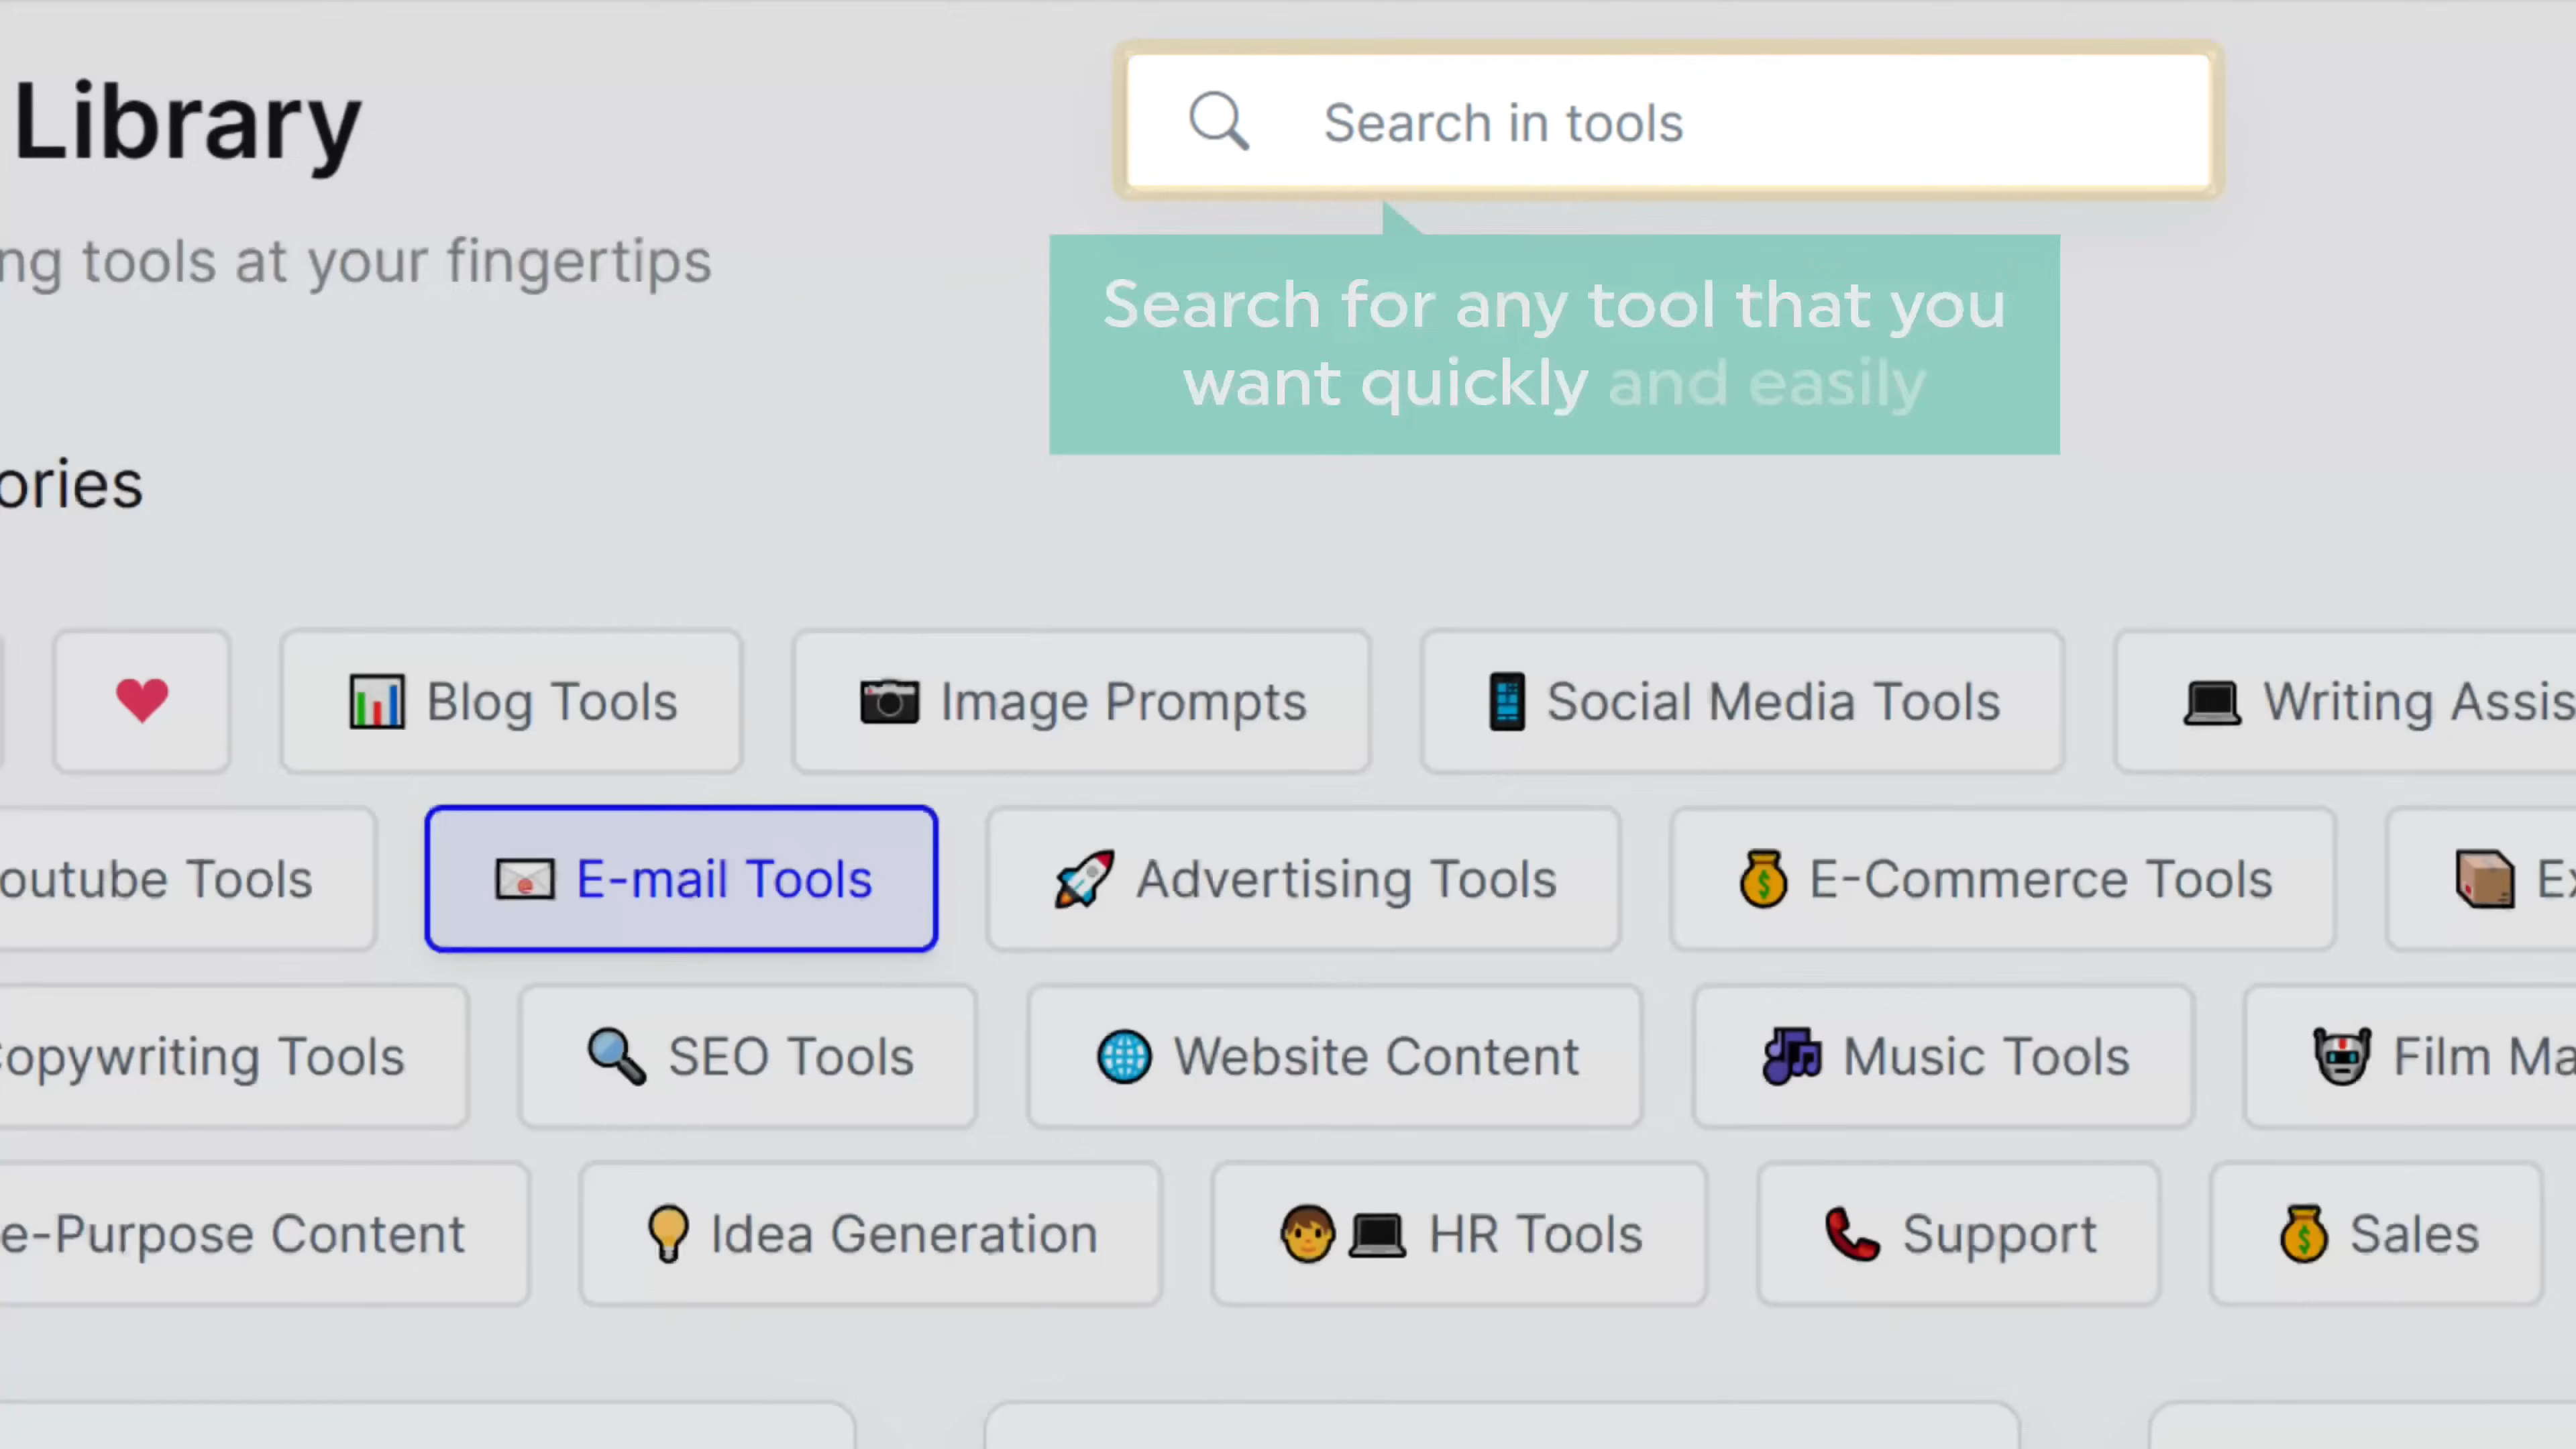 Library
Search in tools
ng tools at your fingertips
Search for any tool that you
want quickly and easily
ories
Blog Tools
Image Prompts
Social Media Tools
Writing Assis
outube Tools
E-mail Tools
Advertising Tools
E-Commerce Tools
Ex
opywriting Tools
SEO Tools
Website Content
Music Tools
Film Ma
e-Purpose Content
Idea Generation
HR Tools
Support
Sales